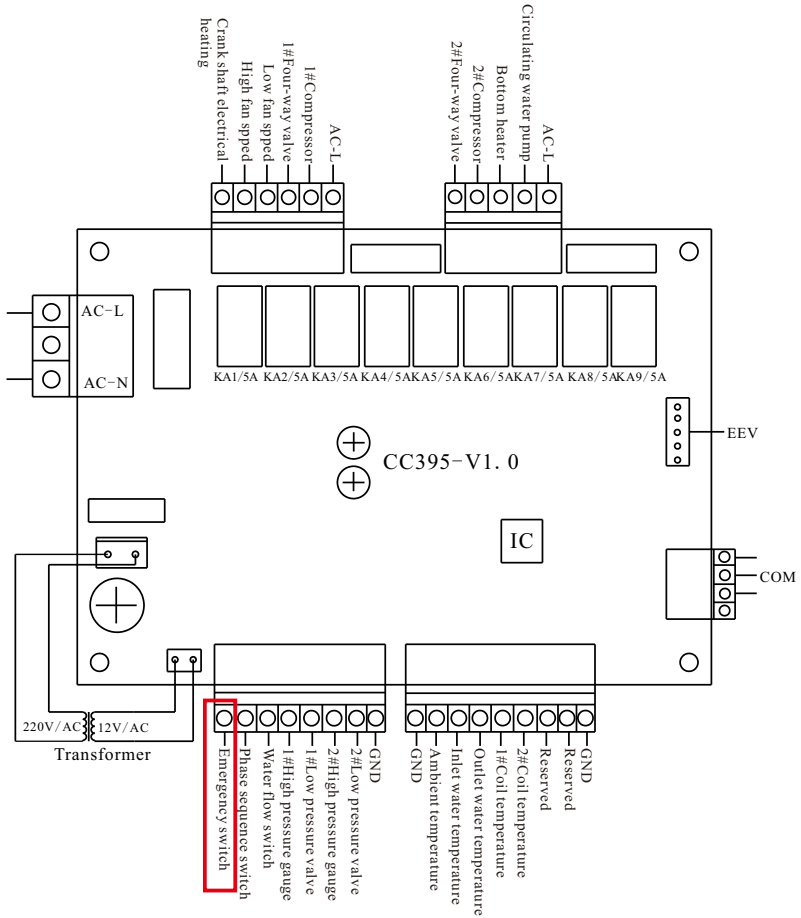 Crank shaft electrical
heating
High fan spped
Low fan spped
1#Four-way valve
1#Compressor
AC-L
2#Four-way valve
2#Compressor
Bottom heater
Circulating water pump
AC-L
AC-L
AC-N
KA1/5A
KA2/5A
KA3/5A
KA4/5A
KA5/5A
KA6/5A
KA7/5A
KA8/5A
KA9/5A
EEV
CC395-V1.0
IC
COM
220V/AC
12V/AC
Transformer
Emergency switch
Phase sequence switch
Water flow switch
1#High pressure gauge
1#Low pressure valve
2#High pressure gauge
2#Low pressure valve
GND
GND
Ambient temperature
Inlet water temperature
Outlet water temperature
1#Coil temperature
2#Coil temperature
Reserved
Reserved
GND